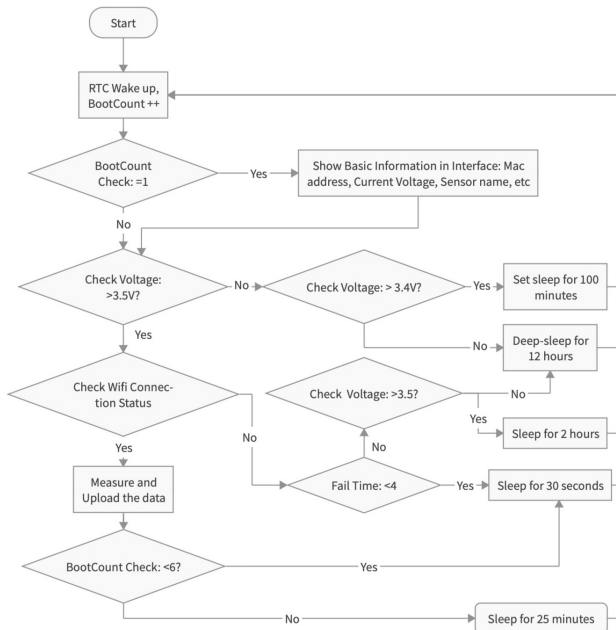 Start
RTC Wake up,
BootCount ++
BootCount
Check: =1
Yes
Show Basic Information in Interface: Mac
address, Current Voltage, Sensor name, etc
No
Check Voltage:
>3.5V?
No
Check Voltage: > 3.4V?
Yes
Set sleep for 100
minutes
Yes
No
Deep-sleep for
12 hours
Check Wifi Connec-
tion Status
Check Voltage: >3.5?
No
Yes
Sleep for 2 hours
No
No
Yes
Measure and
Upload the data
Fail Time: <4
Yes
Sleep for 30 seconds
BootCount Check: <6?
Yes
No
Sleep for 25 minutes